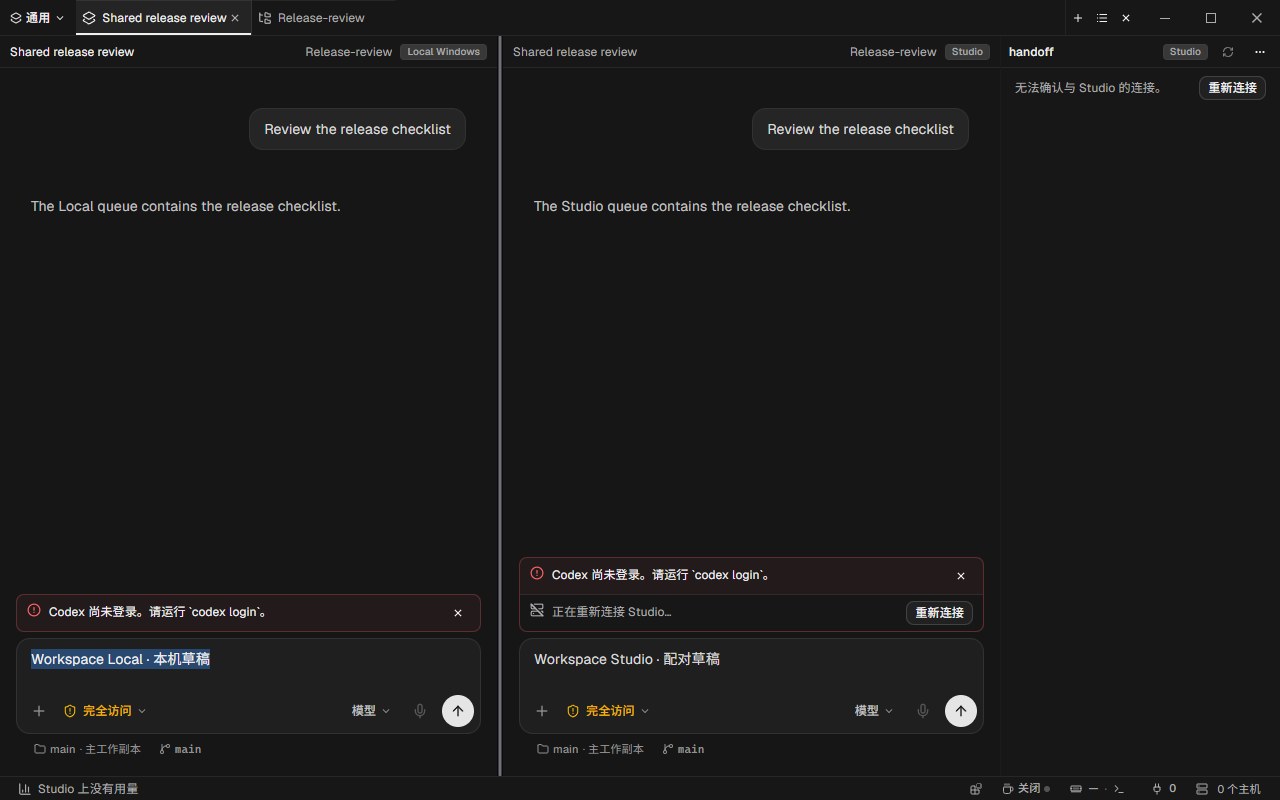 通用
Shared release review
Release-review
Shared release review
Release-review
Local Windows
Review the release checklist
The Local queue contains the release checklist.
Codex 尚未登录。请运行 `codex login`。
Workspace Local · 本机草稿
完全访问
模型
main · 主工作副本
main
Shared release review
Release-review
Studio
Review the release checklist
The Studio queue contains the release checklist.
Codex 尚未登录。请运行 `codex login`。
正在重新连接 Studio…
重新连接
Workspace Studio · 配对草稿
完全访问
模型
main · 主工作副本
main
handoff
Studio
无法确认与 Studio 的连接。
重新连接
Studio 上没有用量
关闭
— ·
0
0 个主机